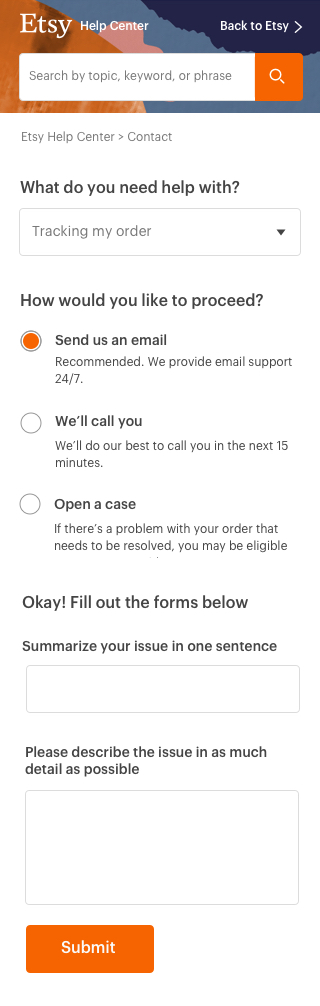 Etsy Help Center
Back to Etsy
Search by topic, keyword, or phrase
Etsy Help Center > Contact
What do you need help with?
Tracking my order
How would you like to proceed?
Send us an email
Recommended. We provide email support
24/7.
We’ll call you
We’ll do our best to call you in the next 15
minutes.
Open a case
If there’s a problem with your order that
needs to be resolved, you may be eligible
Okay! Fill out the forms below
Summarize your issue in one sentence
Please describe the issue in as much
detail as possible
Submit